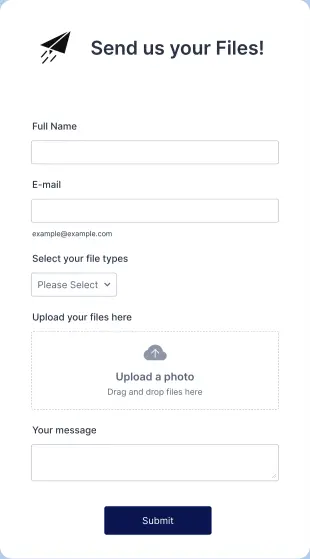 Send us your Files!
Full Name
E-mail
example@example.com
Select your file types
Please Select
Upload your files here
Upload a photo
Drag and drop files here
Your message
Submit